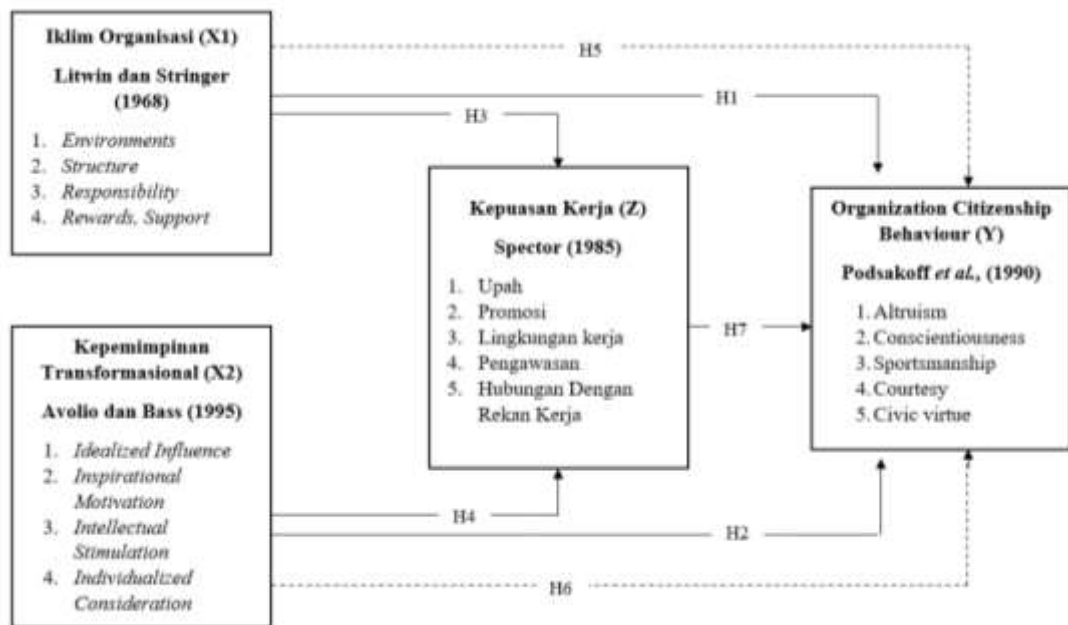 Iklim Organisasi (X1)
Litwin dan Stringer
(1968)
1. Environments
2. Structure
3. Responsibility
4. Rewards, Support
H5
H1
H3
Kepuasan Kerja (Z)
Spector (1985)
1. Upah
2. Promosi
3. Lingkungan kerja
4. Pengawasan
5. Hubungan Dengan
Rekan Kerja
Organization Citizenship
Behaviour (Y)
Podsakoff et al., (1990)
1. Altruism
2. Conscientiousness
3. Sportsmanship
4. Courtesy
5. Civic virtue
H7
Kepemimpinan
Transformasional (X2)
Avolio dan Bass (1995)
1. Idealized Influence
2. Inspirational
Motivation
3. Intellectual
Stimulation
4. Individualized
Consideration
H4
H2
H6